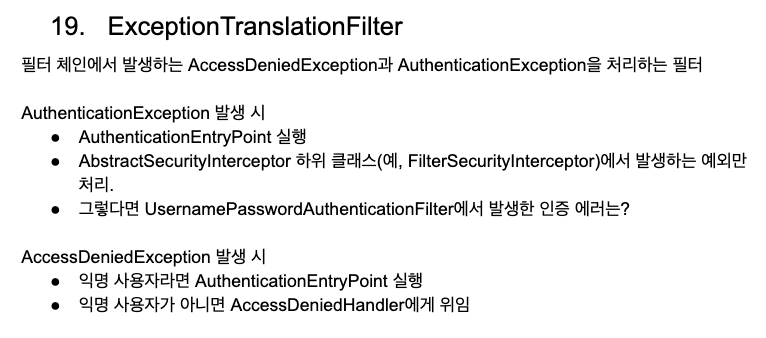 19. ExceptionTranslationFilter
필터 체인에서 발생하는 AccessDeniedException과 AuthenticationException을 처리하는 필터
AuthenticationException 발생 시
● AuthenticationEntryPoint 실행
● AbstractSecurityInterceptor 하위 클래스(예, FilterSecurityInterceptor)에서 발생하는 예외만
처리.
● 그렇다면 UsernamePasswordAuthenticationFilter에서 발생한 인증 에러는?
AccessDeniedException 발생 시
● 익명 사용자라면 AuthenticationEntryPoint 실행
● 익명 사용자가 아니면 AccessDeniedHandler에게 위임